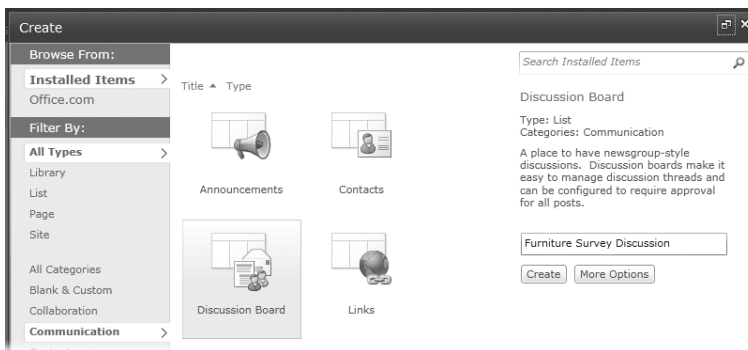 Create
Browse From:
Installed Items
Office.com
Filter By:
All Types
Library
List
Page
Site
All Categories
Blank & Custom
Collaboration
Communication
Title Type
Announcements
Contacts
Discussion Board
Links
Search Installed Items
Discussion Board
Type: List
Categories: Communication
A place to have newsgroup-style
discussions. Discussion boards make it
easy to manage discussion threads and
can be configured to require approval
for all posts.
Furniture Survey Discussion
Create More Options